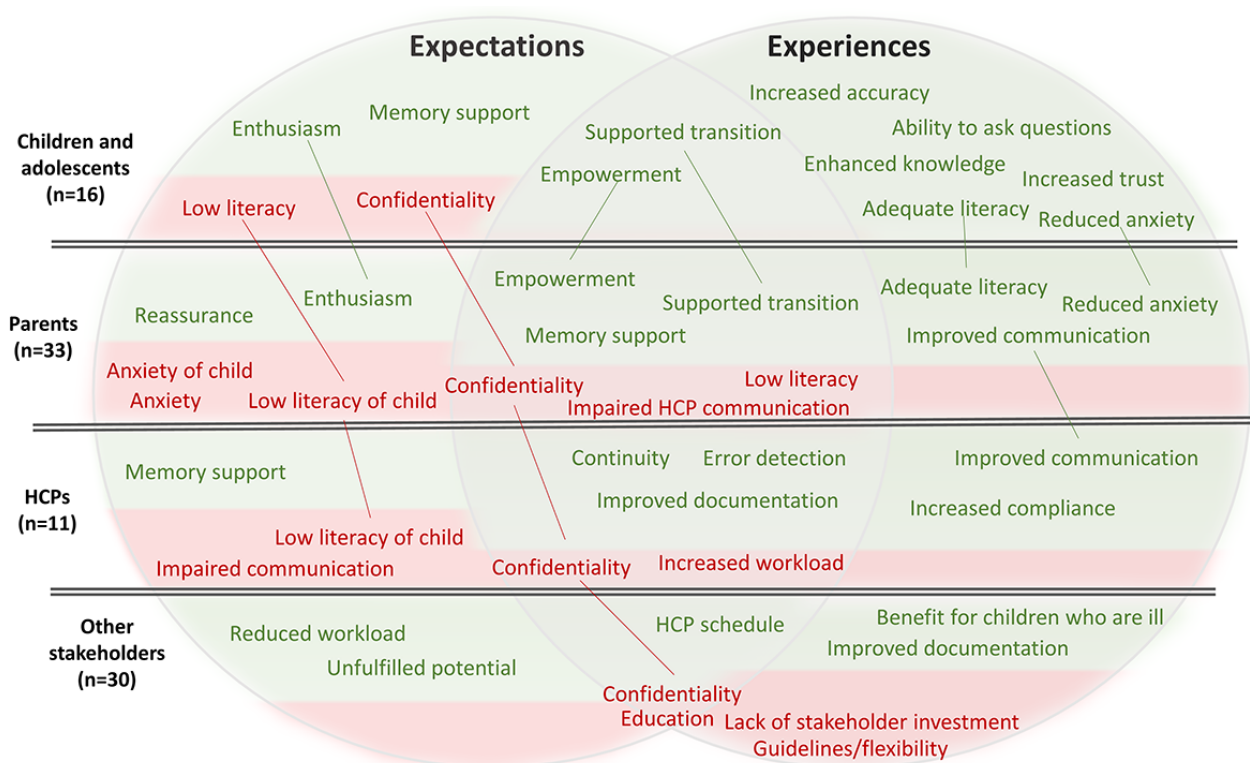 Expectations
Experiences
Children and
adolescents
(n=16)
Enthusiasm
Memory support
Low literacy
Confidentiality
Supported transition
Empowerment
Increased accuracy
Ability to ask questions
Enhanced knowledge
Increased trust
Adequate literacy
Reduced anxiety
Parents
(n=33)
Enthusiasm
Reassurance
Anxiety of child
Anxiety
Low literacy of child
Empowerment
Supported transition
Memory support
Confidentiality
Low literacy
Impaired HCP communication
Adequate literacy
Reduced anxiety
Improved communication
HCPs
(n=11)
Memory support
Low literacy of child
Impaired communication
Continuity
Error detection
Improved documentation
Confidentiality
Increased workload
Improved communication
Increased compliance
Other
stakeholders
(n=30)
Reduced workload
Unfulfilled potential
HCP schedule
Confidentiality
Education
Benefit for children who are ill
Improved documentation
Lack of stakeholder investment
Guidelines/flexibility